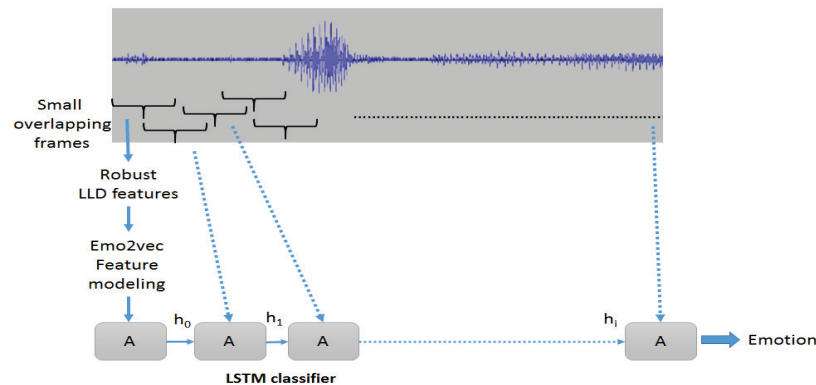 Small
overlapping
frames
Robust
LLD features
Emo2vec
Feature
modeling
h0
h1
hi
A
A
A
A
Emotion
LSTM classifier